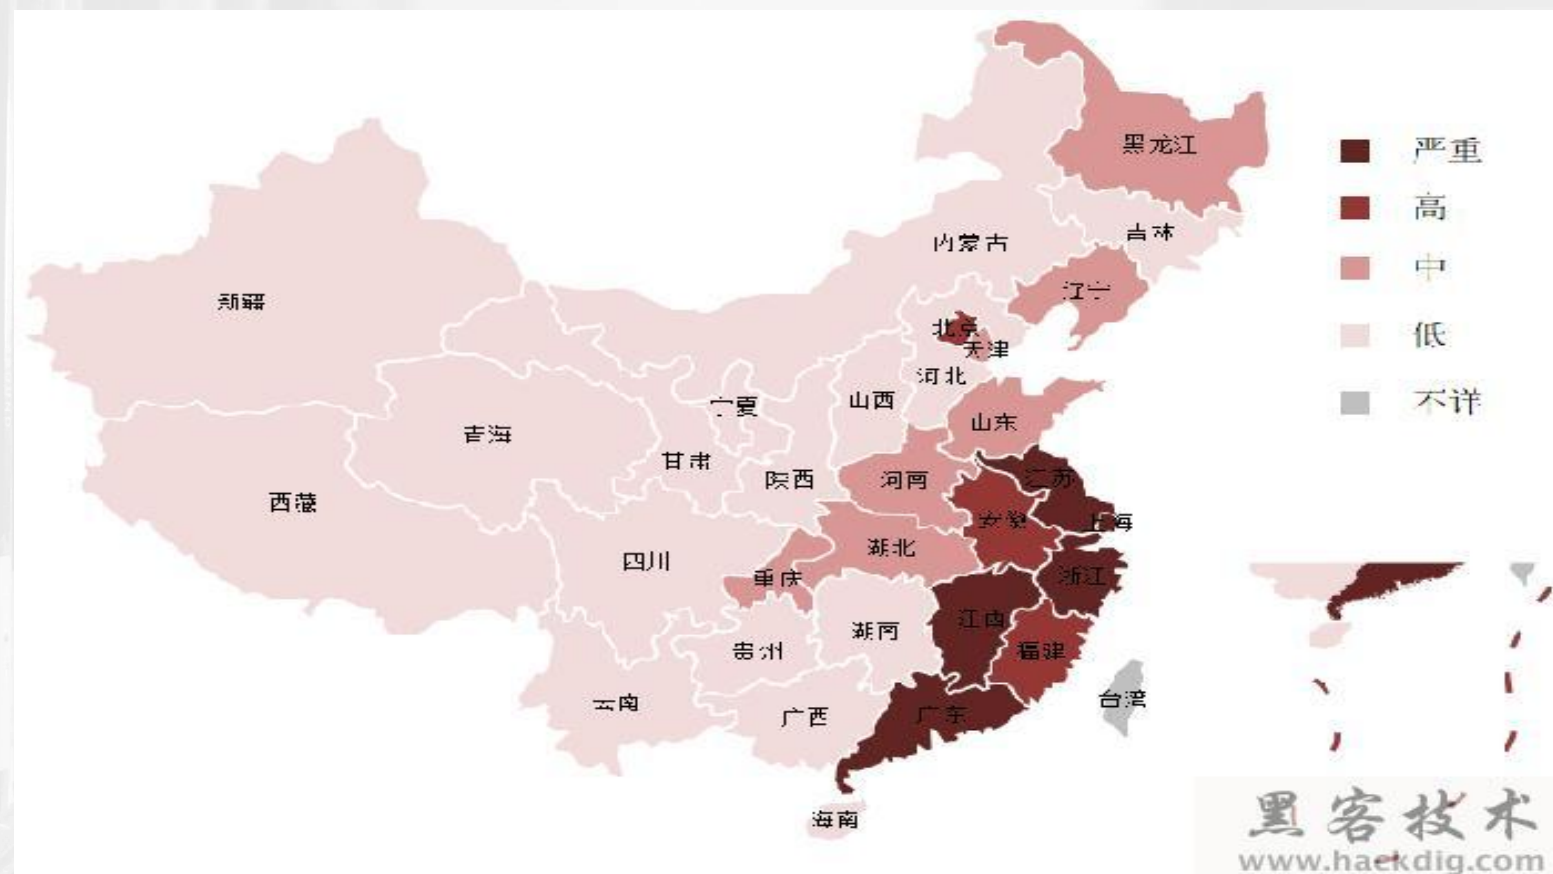 黑龙江
严重
高
内蒙古
吉林
中
新疆
辽宁
北京
低
天津
河北
宁夏
山西
不详
山东
青海
甘肃
陕西
河南
江苏
西藏
安徽
上海
湖北
四川
重庆
浙江
江西
湖南
福建
贵州
云南
广西
广东
台湾
海南
黑客技术
www.hackdig.com